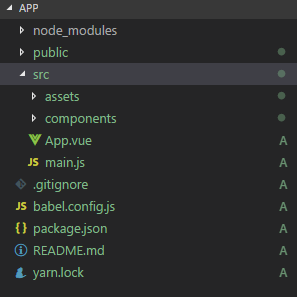 APP
node_modules
public
src
assets
components
App.vue A
JS main.js A
.gitignore A
babel.config.js A
{} package.json A
README.md A
yarn.lock A